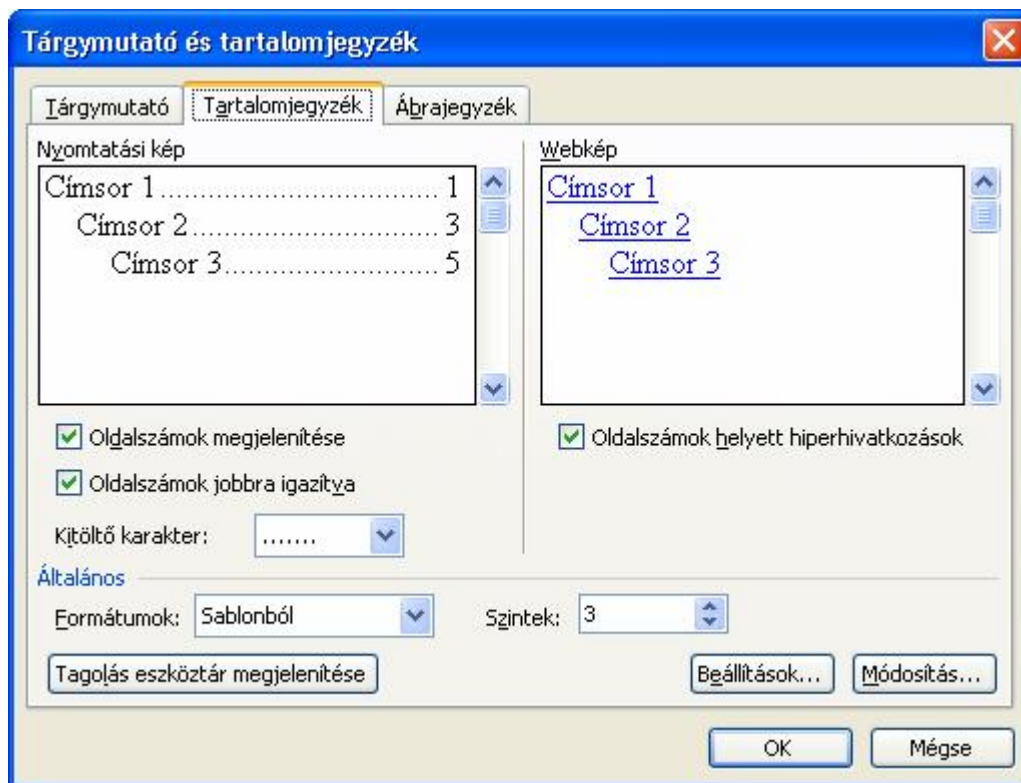 Tárgymutató és tartalomjegyzék
Tárgymutató Tartalomjegyzék Ábrajegyzék
Nyomtatási kép
Címsor 1................................1
Címsor 2.............................3
Címsor 3.........................5
Webkép
Címsor 1
Címsor 2
Címsor 3
Oldalszámok megjelenítése
Oldalszámok jobbra igazítva
Kitöltő karakter: .......
Oldalszámok helyett hiperhivatkozások
Általános
Formátumok: Sablonból Szintek: 3
Tagolás eszköztár megjelenítése Beállítások... Módosítás...
OK Mégse